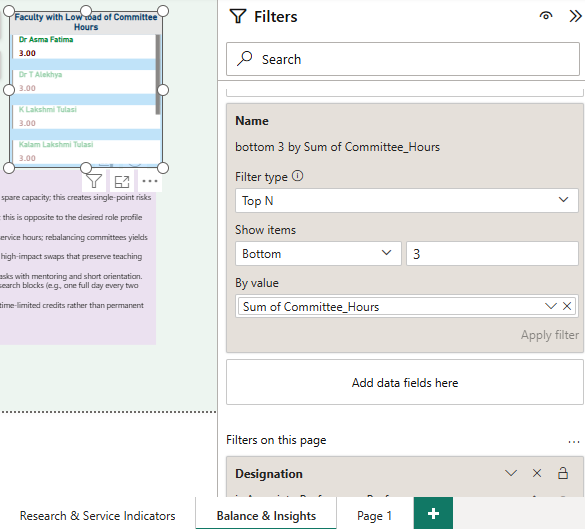 Faculty with Low load of Committee
Hours
Dr Asma Fatima
3.00
Dr T Alekhya
3.00
K Lakshmi Tulasi
3.00
Kalam Lakshmi Tulasi
3.00
spare capacity; this creates single-point risks
this is opposite to the desired role profile
ervice hours; rebalancing committees yields
high-impact swaps that preserve teaching
asks with mentoring and short orientation.
search blocks (e.g., one full day every two
time-limited credits rather than permanent
Filters
Search
Name
bottom 3 by Sum of Committee_Hours
Filter type
Top N
Show items
Bottom
3
By value
Sum of Committee_Hours
Apply filter
Add data fields here
Filters on this page
Designation
Research & Service Indicators
Balance & Insights
Page 1